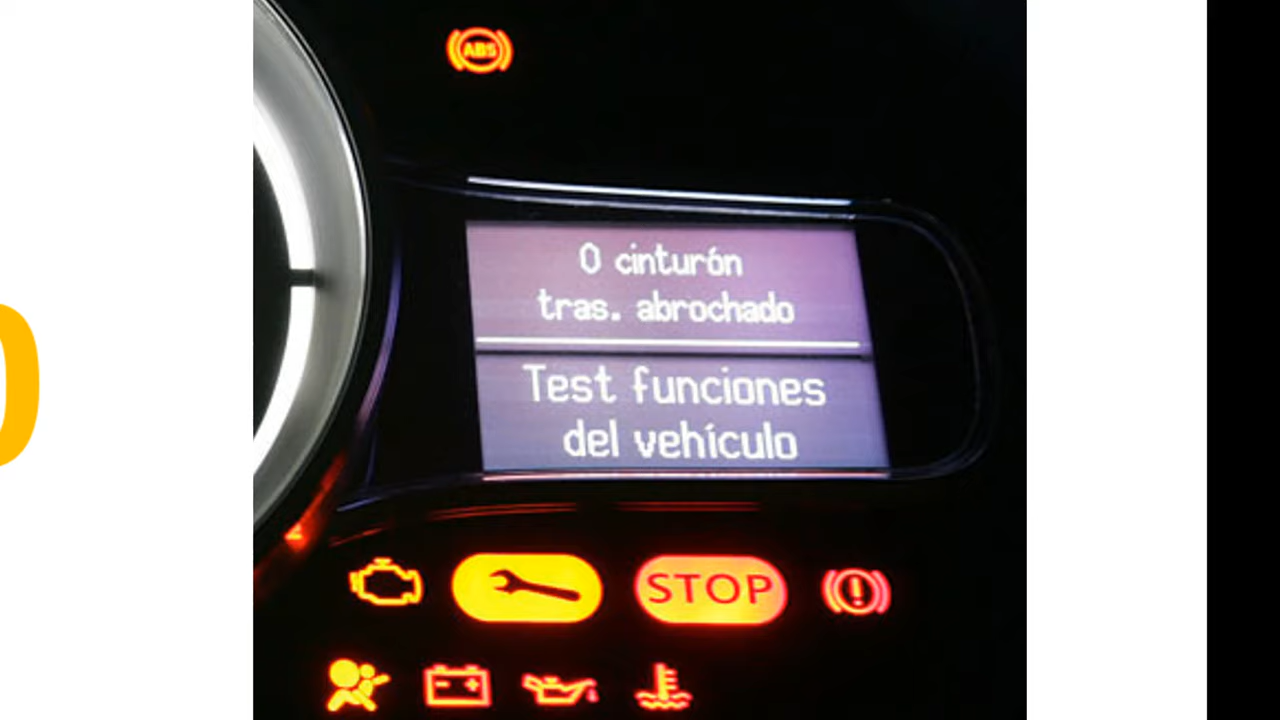 ABS
0 cinturón
tras. abrochado
Test funciones
del vehículo
STOP